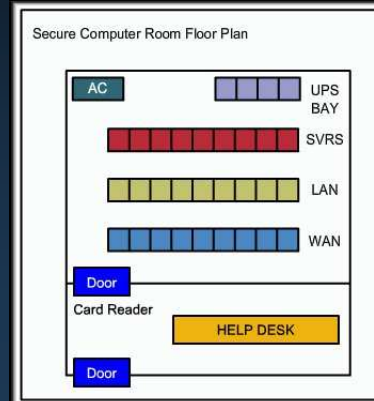 Secure Computer Room Floor Plan
AC
UPS
BAY
SVRS
LAN
WAN
Door
Card Reader
HELP DESK
Door